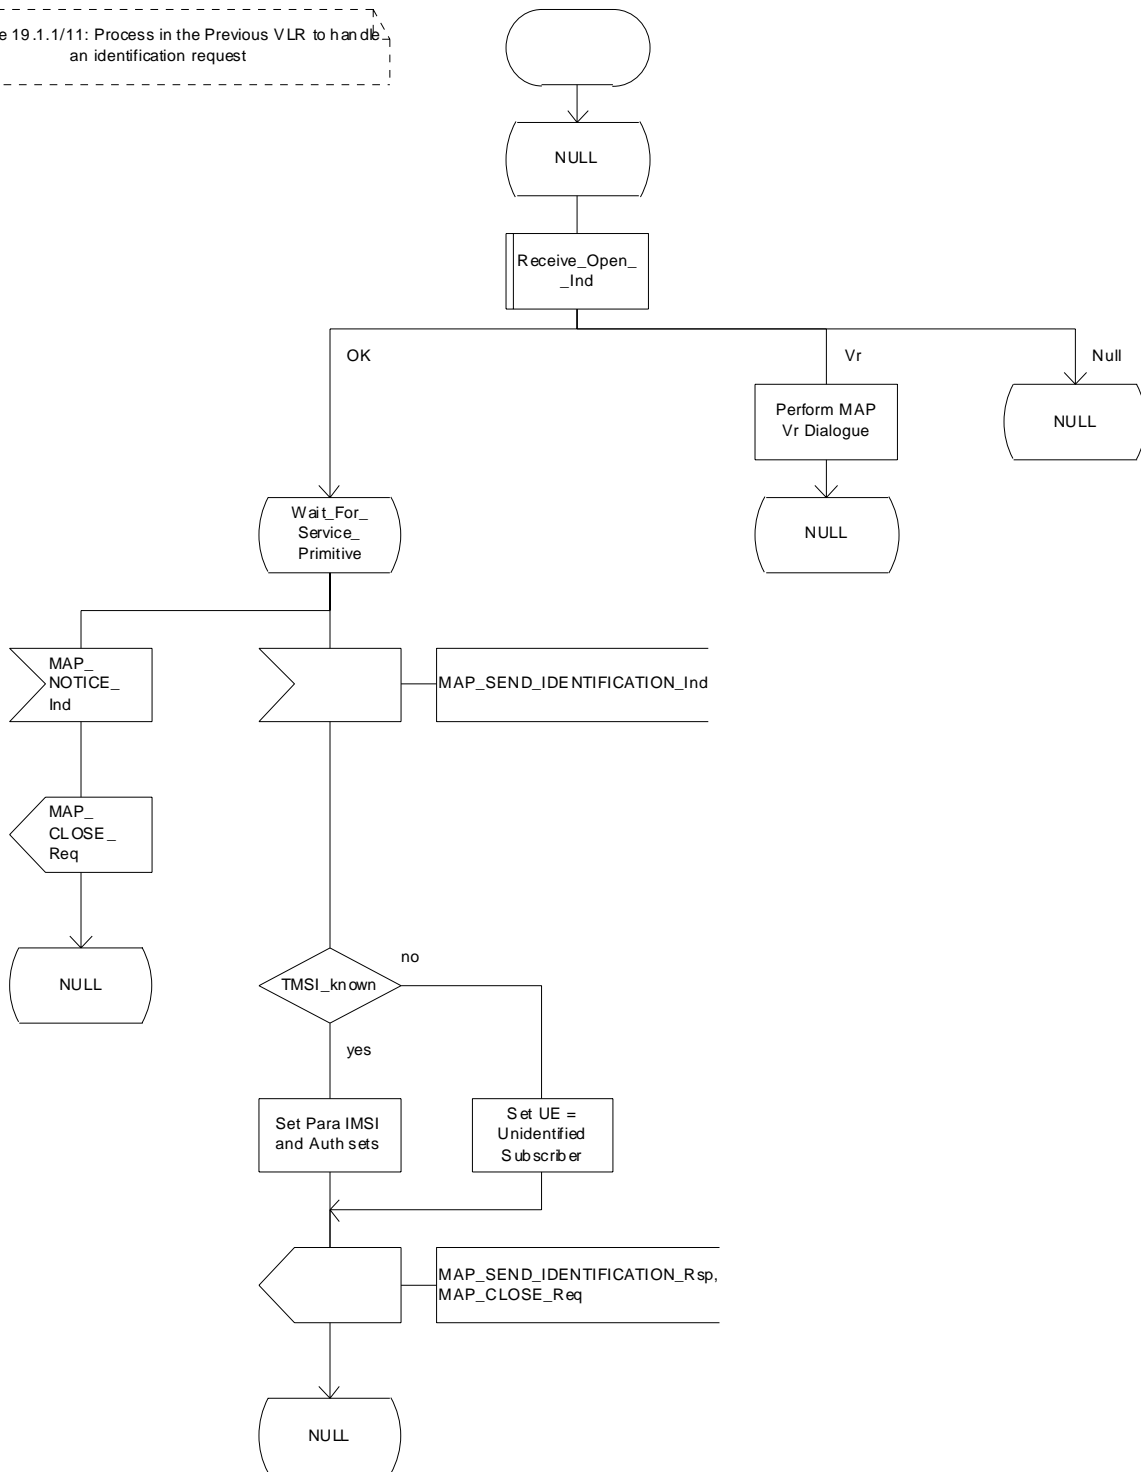 e 19.1.1/11: Process in the Previous VLR to handle
an identification request
NULL
Receive_Open_
_Ind
OK
Vr
Null
Perform MAP
Vr Dialogue
NULL
NULL
Wait_For_
Service_
Primitive
MAP_
NOTICE_
Ind
MAP_SEND_IDENTIFICATION_Ind
MAP_
CLOSE_
Req
NULL
TMSI_known
no
yes
Set Para IMSI
and Auth sets
Set UE =
Unidentified
Subscriber
MAP_SEND_IDENTIFICATION_Rsp,
MAP_CLOSE_Req
NULL